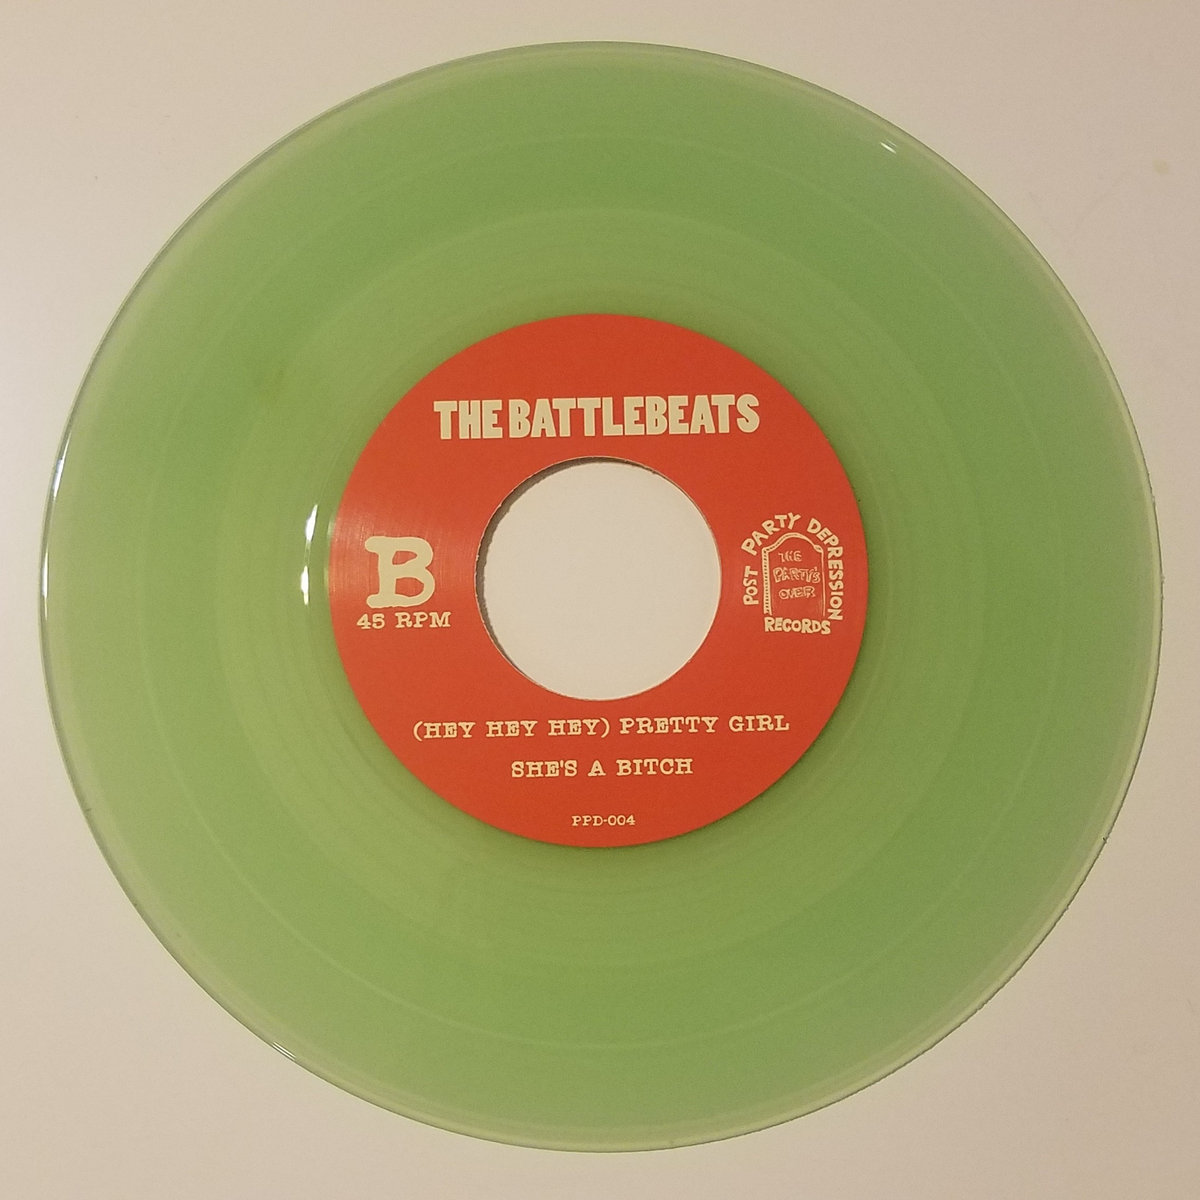 THE BATTLEBEATS
B
45 RPM
POST PARTY DEPRESSION
THE
PARTY'S
OVER
RECORDS
(HEY HEY HEY) PRETTY GIRL
SHE'S A BITCH
PPD-004